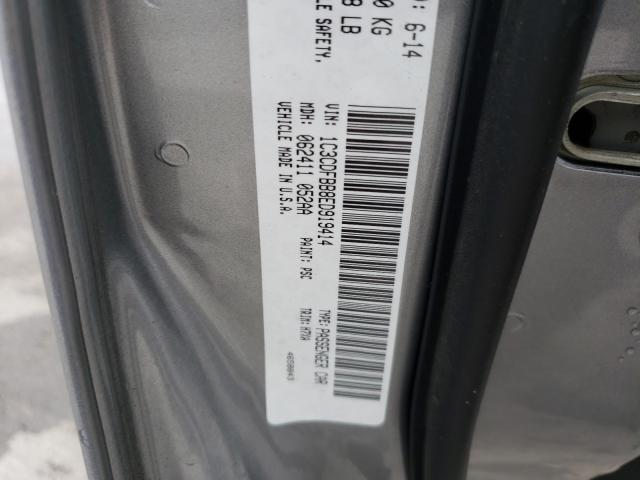 : 6-14
0 KG
8 LB
LE SAFETY,
VIN: 1C3CDFBB8ED919414
TYPE: PASSENGER CAR
MDH: 062411 052AA
PAINT: PSC
TRIM: H7XH
VEHICLE MADE IN U.S.A.